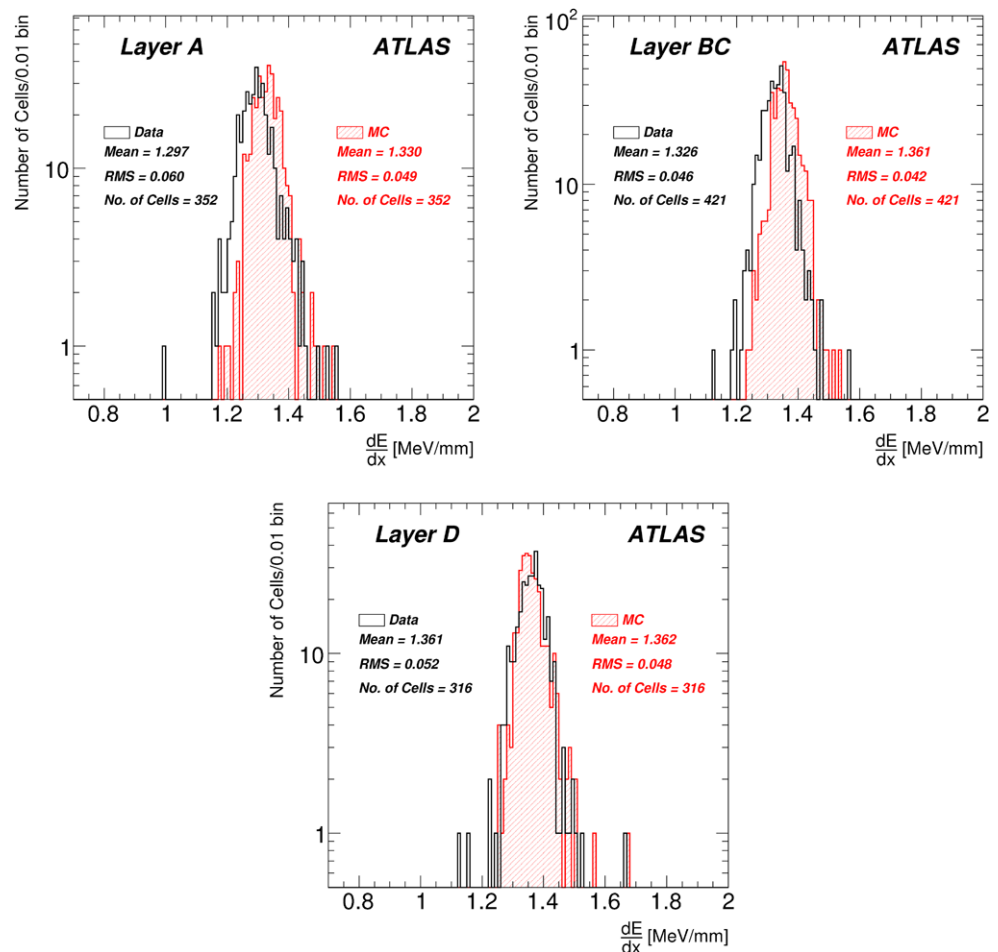 Layer A ATLAS
Number of Cells/0.01 bin
Data MC
Mean = 1.297 Mean = 1.330
RMS = 0.060 RMS = 0.049
No. of Cells = 352 No. of Cells = 352
10
1
0.8 1 1.2 1.4 1.6 1.8 2
dE/dx [MeV/mm]
Layer BC ATLAS
Number of Cells/0.01 bin
10²
Data MC
Mean = 1.326 Mean = 1.361
RMS = 0.046 RMS = 0.042
No. of Cells = 421 No. of Cells = 421
10
1
0.8 1 1.2 1.4 1.6 1.8 2
dE/dx [MeV/mm]
Layer D ATLAS
Number of Cells/0.01 bin
Data MC
Mean = 1.361 Mean = 1.362
RMS = 0.052 RMS = 0.048
No. of Cells = 316 No. of Cells = 316
10
1
0.8 1 1.2 1.4 1.6 1.8 2
dE/dx [MeV/mm]